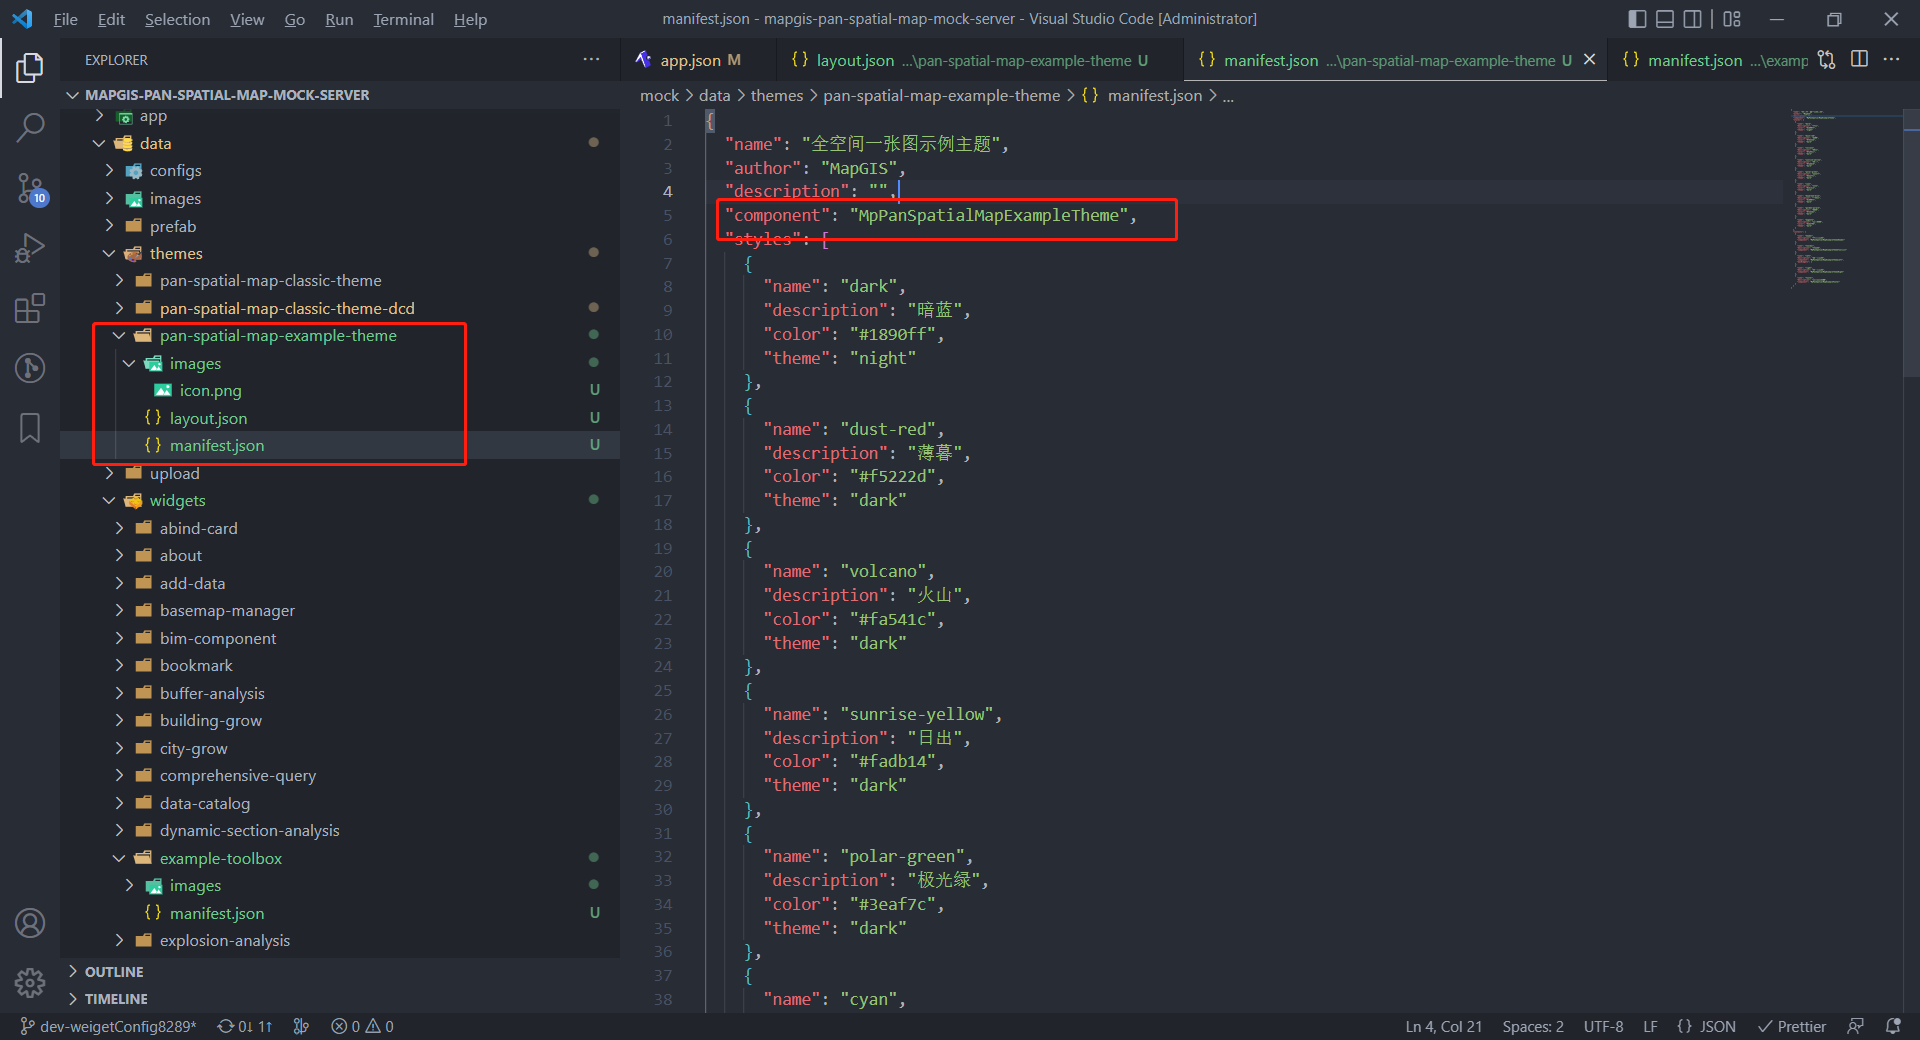 File Edit Selection View Go Run Terminal Help
manifest.json - mapgis-pan-spatial-map-mock-server - Visual Studio Code [Administrator]
EXPLORER
MAPGIS-PAN-SPATIAL-MAP-MOCK-SERVER
app
data
configs
images
prefab
themes
pan-spatial-map-classic-theme
pan-spatial-map-classic-theme-dcd
pan-spatial-map-example-theme
images
icon.png U
layout.json U
manifest.json U
upload
widgets
abind-card
about
add-data
basemap-manager
bim-component
bookmark
buffer-analysis
building-grow
city-grow
comprehensive-query
data-catalog
dynamic-section-analysis
example-toolbox
images
manifest.json U
explosion-analysis
OUTLINE
TIMELINE
10
app.json M
layout.json ...\pan-spatial-map-example-theme U
manifest.json ...\pan-spatial-map-example-theme U
manifest.json ...\examp
mock > data > themes > pan-spatial-map-example-theme > {} manifest.json > ...
1 {
2 "name": "全空间一张图示例主题",
3 "author": "MapGIS",
4 "description": "",
5 "component": "MpPanSpatialMapExampleTheme",
6 "styles": [
7 {
8 "name": "dark",
9 "description": "暗蓝",
10 "color": "#1890ff",
11 "theme": "night"
12 },
13 {
14 "name": "dust-red",
15 "description": "薄暮",
16 "color": "#f5222d",
17 "theme": "dark"
18 },
19 {
20 "name": "volcano",
21 "description": "火山",
22 "color": "#fa541c",
23 "theme": "dark"
24 },
25 {
26 "name": "sunrise-yellow",
27 "description": "日出",
28 "color": "#fadb14",
29 "theme": "dark"
30 },
31 {
32 "name": "polar-green",
33 "description": "极光绿",
34 "color": "#3eaf7c",
35 "theme": "dark"
36 },
37 {
38 "name": "cyan",
dev-weigetConfig8289* 0↓ 1↑ 0 0
Ln 4, Col 21 Spaces: 2 UTF-8 LF {} JSON Prettier